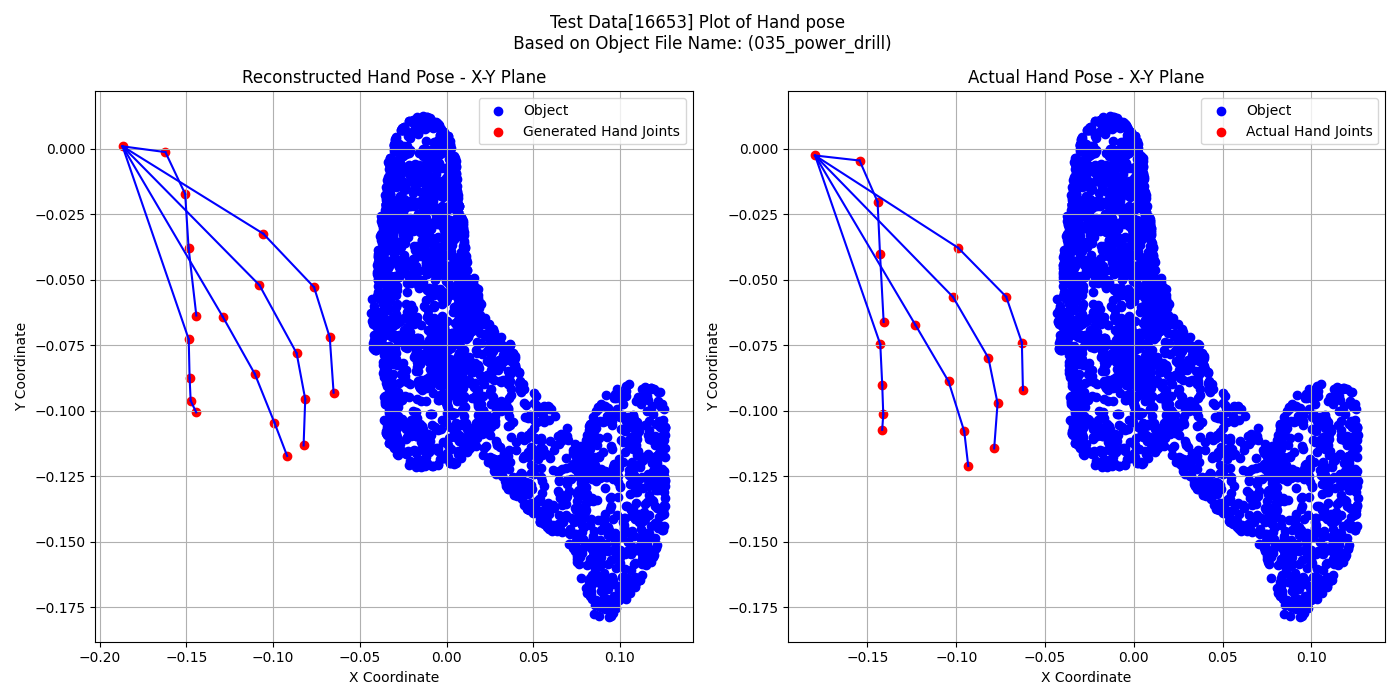 Test Data[16653] Plot of Hand pose
Based on Object File Name: (035_power_drill)
Reconstructed Hand Pose - X-Y Plane
Object
Generated Hand Joints
0.000
−0.025
−0.050
−0.075
−0.100
−0.125
−0.150
−0.175
Y Coordinate
−0.20
−0.15
−0.10
−0.05
0.00
0.05
0.10
X Coordinate
Actual Hand Pose - X-Y Plane
Object
Actual Hand Joints
0.000
−0.025
−0.050
−0.075
−0.100
−0.125
−0.150
−0.175
Y Coordinate
−0.15
−0.10
−0.05
0.00
0.05
0.10
X Coordinate